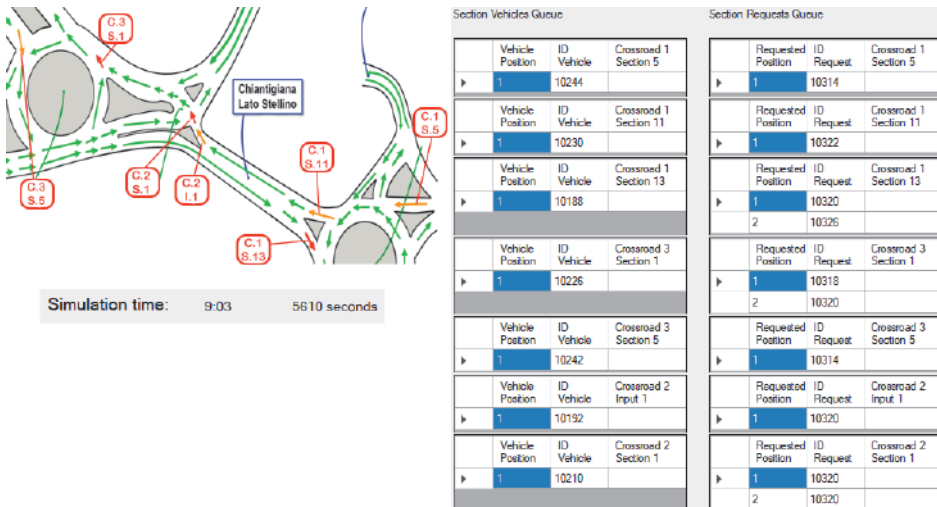 C.3
S.1
Chiantigiana
Lato Stellino
C.1
S.5
C.1
S.11
C.3
S.5
C.2
S.1
C.2
I.1
C.1
S.13
Simulation time: 9:03 5610 seconds
Section Vehicles Queue
Vehicle Position ID Vehicle Crossroad 1 Section 5
1 10244
Vehicle Position ID Vehicle Crossroad 1 Section 11
1 10230
Vehicle Position ID Vehicle Crossroad 1 Section 13
1 10188
Vehicle Position ID Vehicle Crossroad 3 Section 1
1 10226
Vehicle Position ID Vehicle Crossroad 3 Section 5
1 10242
Vehicle Position ID Vehicle Crossroad 2 Input 1
1 10192
Vehicle Position ID Vehicle Crossroad 2 Section 1
1 10210
Section Requests Queue
Requested Position ID Request Crossroad 1 Section 5
1 10314
Requested Position ID Request Crossroad 1 Section 11
1 10322
Requested Position ID Request Crossroad 1 Section 13
1 10320
2 10326
Requested Position ID Request Crossroad 3 Section 1
1 10318
2 10320
Requested Position ID Request Crossroad 3 Section 5
1 10314
Requested Position ID Request Crossroad 2 Input 1
1 10320
Requested Position ID Request Crossroad 2 Section 1
1 10320
2 10320